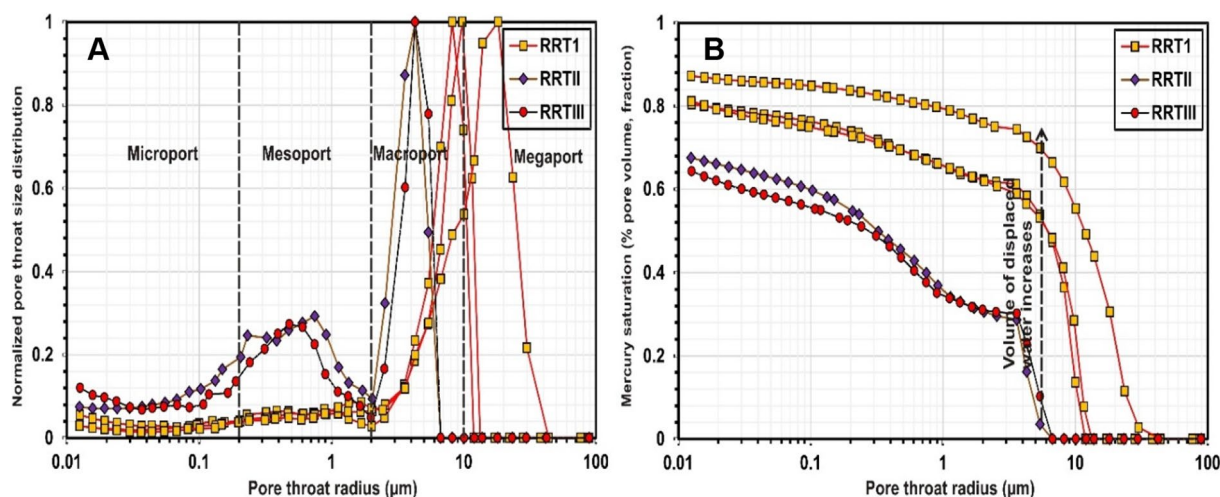 A
RRT1
RRTII
RRTIII
Microport
Mesoport
Macroport
Megaport
Normalized pore throat size distribution
1
0.8
0.6
0.4
0.2
0
0.01
0.1
1
10
100
Pore throat radius (μm)
B
RRT1
RRTII
RRTIII
Volume of displaced
water increases
Mercury saturation (% pore volume, fraction)
1
0.8
0.6
0.4
0.2
0
0.01
0.1
1
10
100
Pore throat radius (μm)